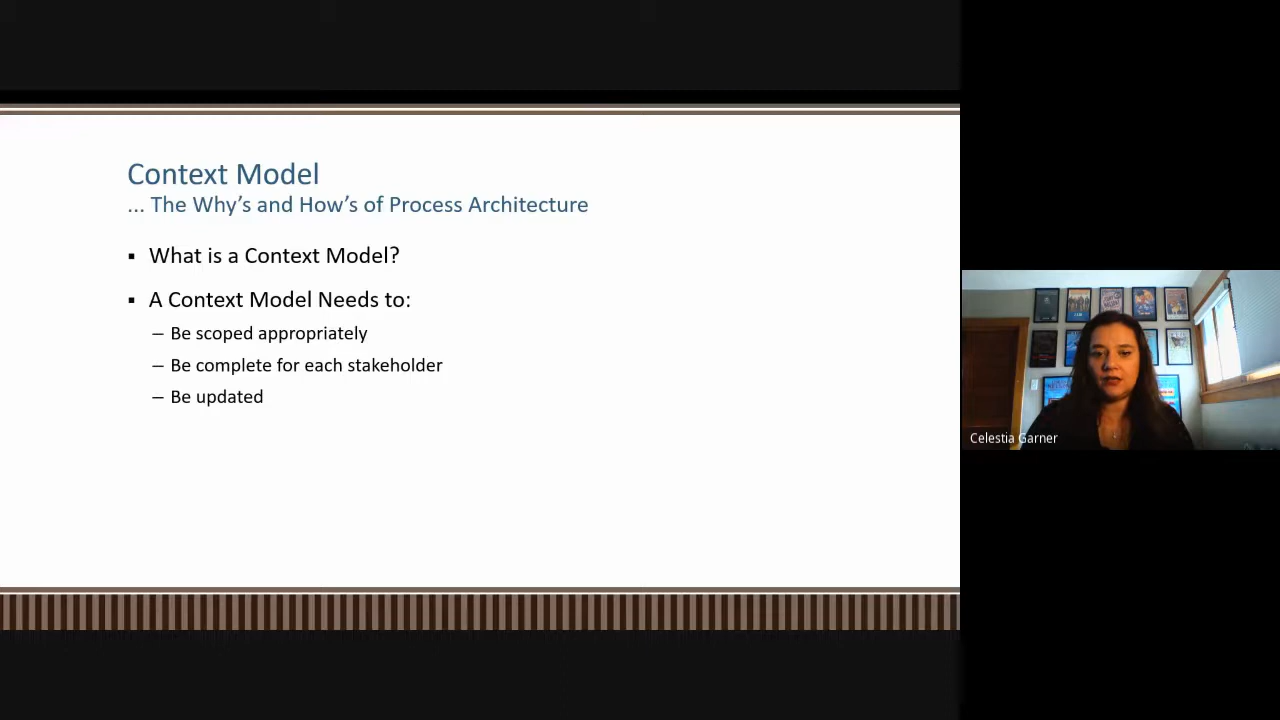 Context Model
... The Why’s and How’s of Process Architecture
▪ What is a Context Model?
▪ A Context Model Needs to:
– Be scoped appropriately
– Be complete for each stakeholder
– Be updated
Celestia Garner